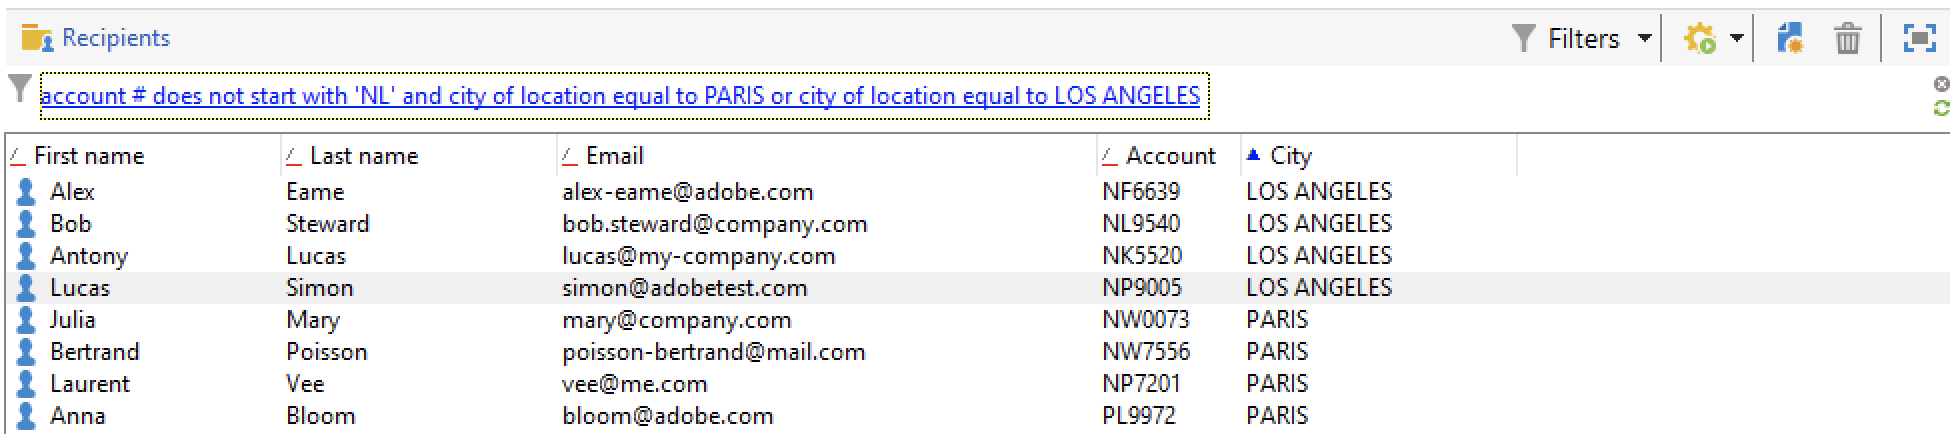 Recipients Filters
account # does not start with 'NL' and city of location equal to PARIS or city of location equal to LOS ANGELES
First name Last name Email Account City
Alex Eame alex-eame@adobe.com NF6639 LOS ANGELES
Bob Steward bob.steward@company.com NL9540 LOS ANGELES
Antony Lucas lucas@my-company.com NK5520 LOS ANGELES
Lucas Simon simon@adobetest.com NP9005 LOS ANGELES
Julia Mary mary@company.com NW0073 PARIS
Bertrand Poisson poisson-bertrand@mail.com NW7556 PARIS
Laurent Vee vee@me.com NP7201 PARIS
Anna Bloom bloom@adobe.com PL9972 PARIS